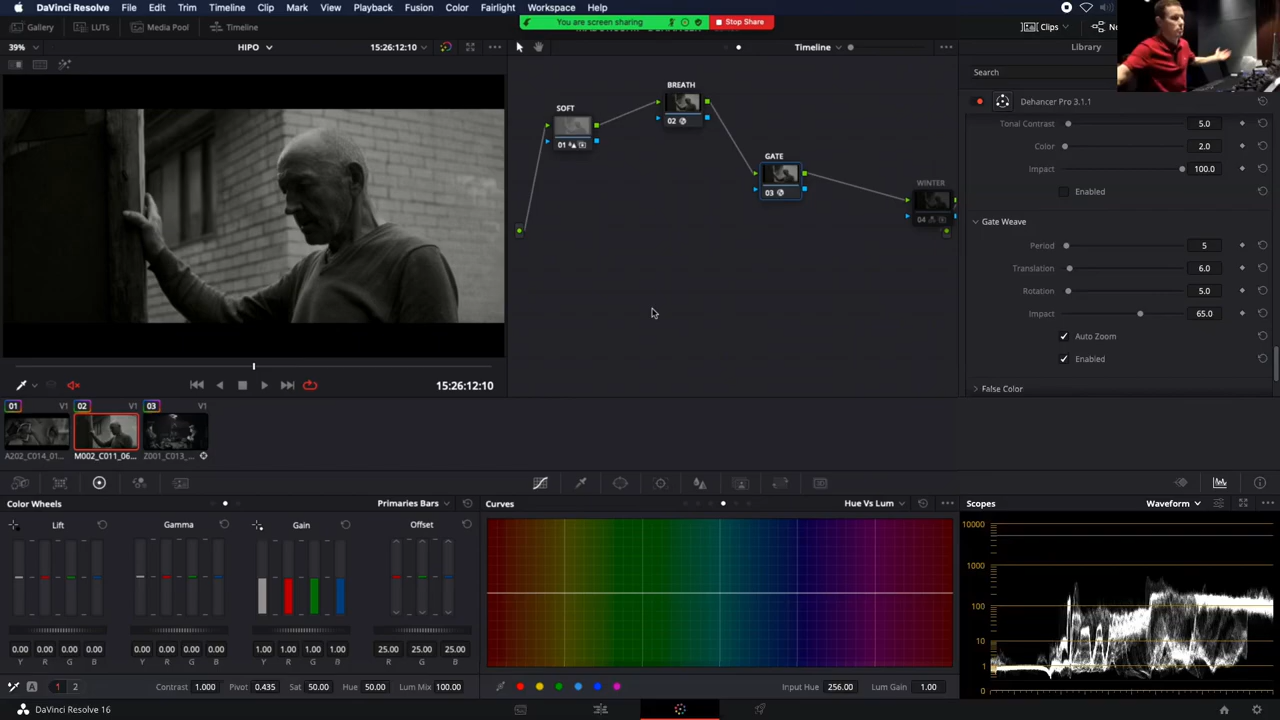 DaVinci Resolve File Edit Trim Timeline Clip Mark View Playback Fusion Color Fairlight Workspace Help
You are screen sharing Stop Share
Gallery LUTs Media Pool Timeline Clips
39% HIPO 15:26:12:10 Timeline Library
Search
Dehancer Pro 3.1.1
Tonal Contrast 5.0
Color 2.0
Impact 100.0
Enabled
Gate Weave
Period 5
Translation 6.0
Rotation 5.0
Impact 65.0
Auto Zoom
Enabled
False Color
SOFT
01
BREATH
02
GATE
03
WINTER
04
15:26:12:10
01 V1 02 V1 03 V1
A202_C014_01... M002_C011_06... Z001_C013_...
Color Wheels Primaries Bars
Lift Gamma Gain Offset
0.00 0.00 0.00 0.00 0.00 0.00 0.00 0.00 1.00 1.00 1.00 1.00 25.00 25.00 25.00
Y R G B Y R G B Y R G B R G B
A 1 2 Contrast 1.000 Pivot 0.435 Sat 50.00 Hue 50.00 Lum Mix 100.00
Curves Hue Vs Lum
Input Hue 256.00 Lum Gain 1.00
Scopes Waveform
10000
1000
100
10
1
0
DaVinci Resolve 16